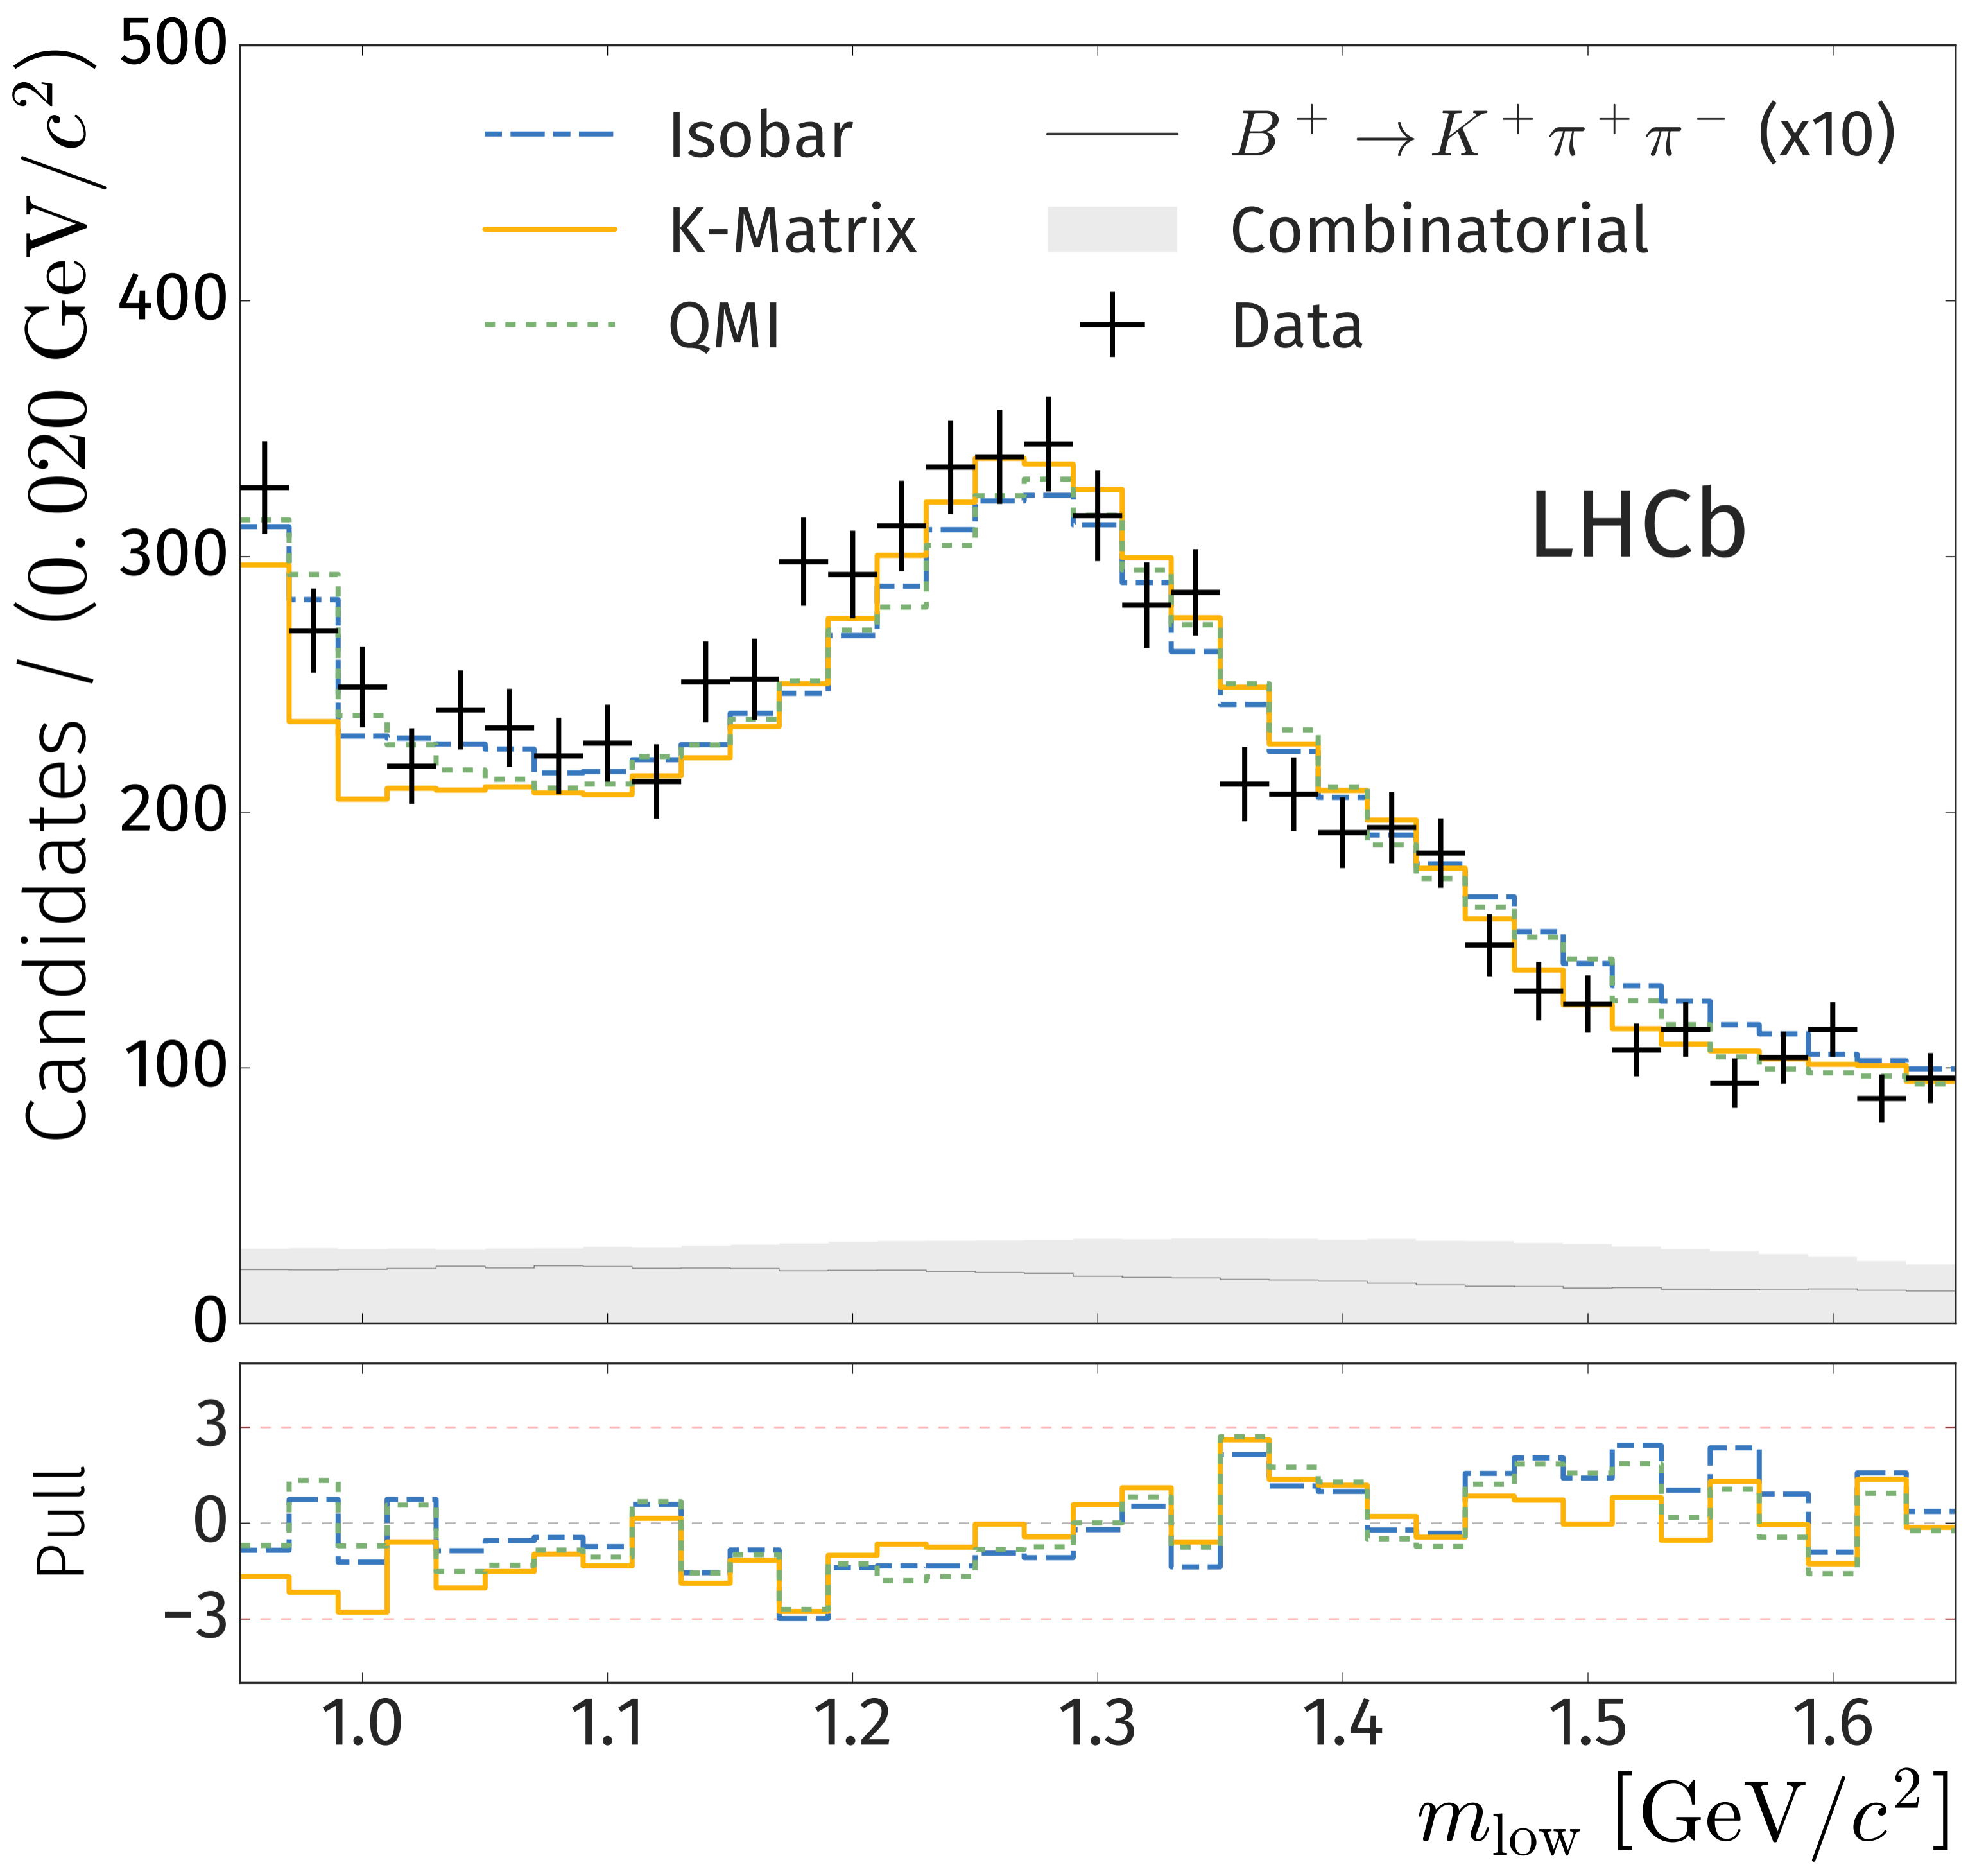 Candidates / (0.020 GeV/c²)
500
400
300
200
100
0
Isobar
K-Matrix
QMI
B⁺ → K⁺π⁺π⁻ (x10)
Combinatorial
Data
LHCb
Pull
3
0
-3
1.0 1.1 1.2 1.3 1.4 1.5 1.6
m_low [GeV/c²]